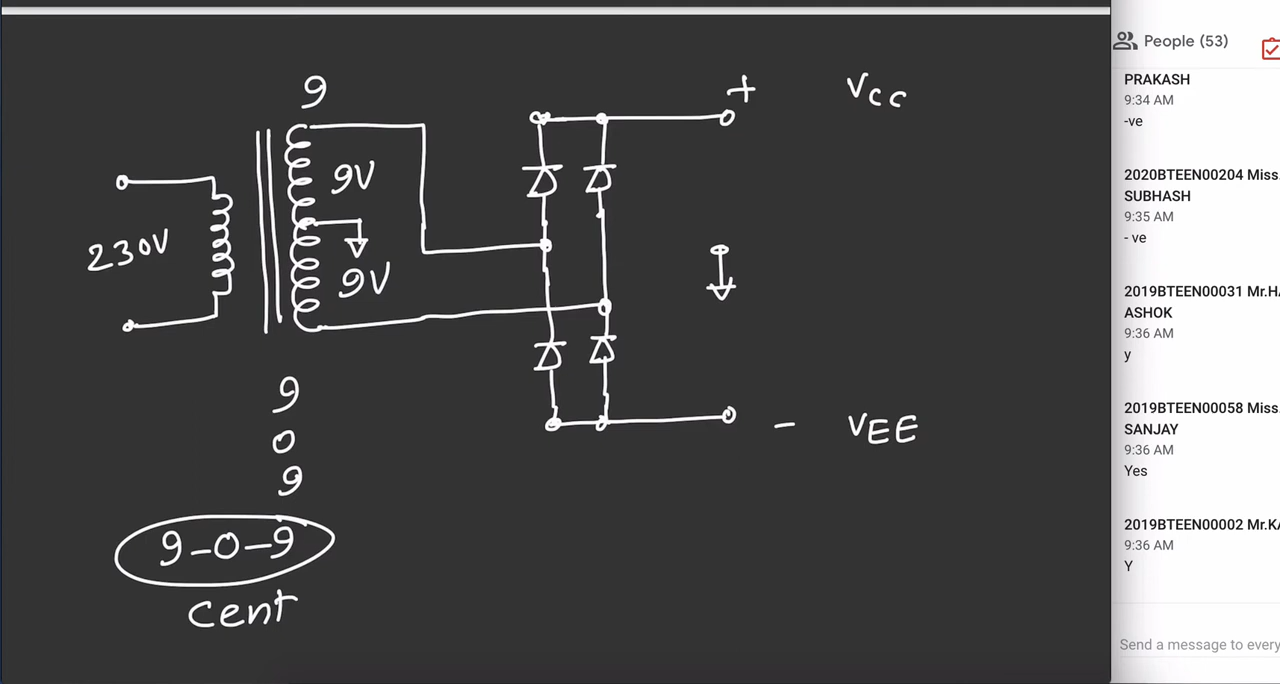 9
9V
230V
9V
+ VCC
- VEE
9
0
9
9-0-9
cent
People (53)
PRAKASH
9:34 AM
-ve
2020BTEEN00204 Miss.
SUBHASH
9:35 AM
- ve
2019BTEEN00031 Mr.HA
ASHOK
9:36 AM
y
2019BTEEN00058 Miss.
SANJAY
9:36 AM
Yes
2019BTEEN00002 Mr.KA
9:36 AM
Y
Send a message to every